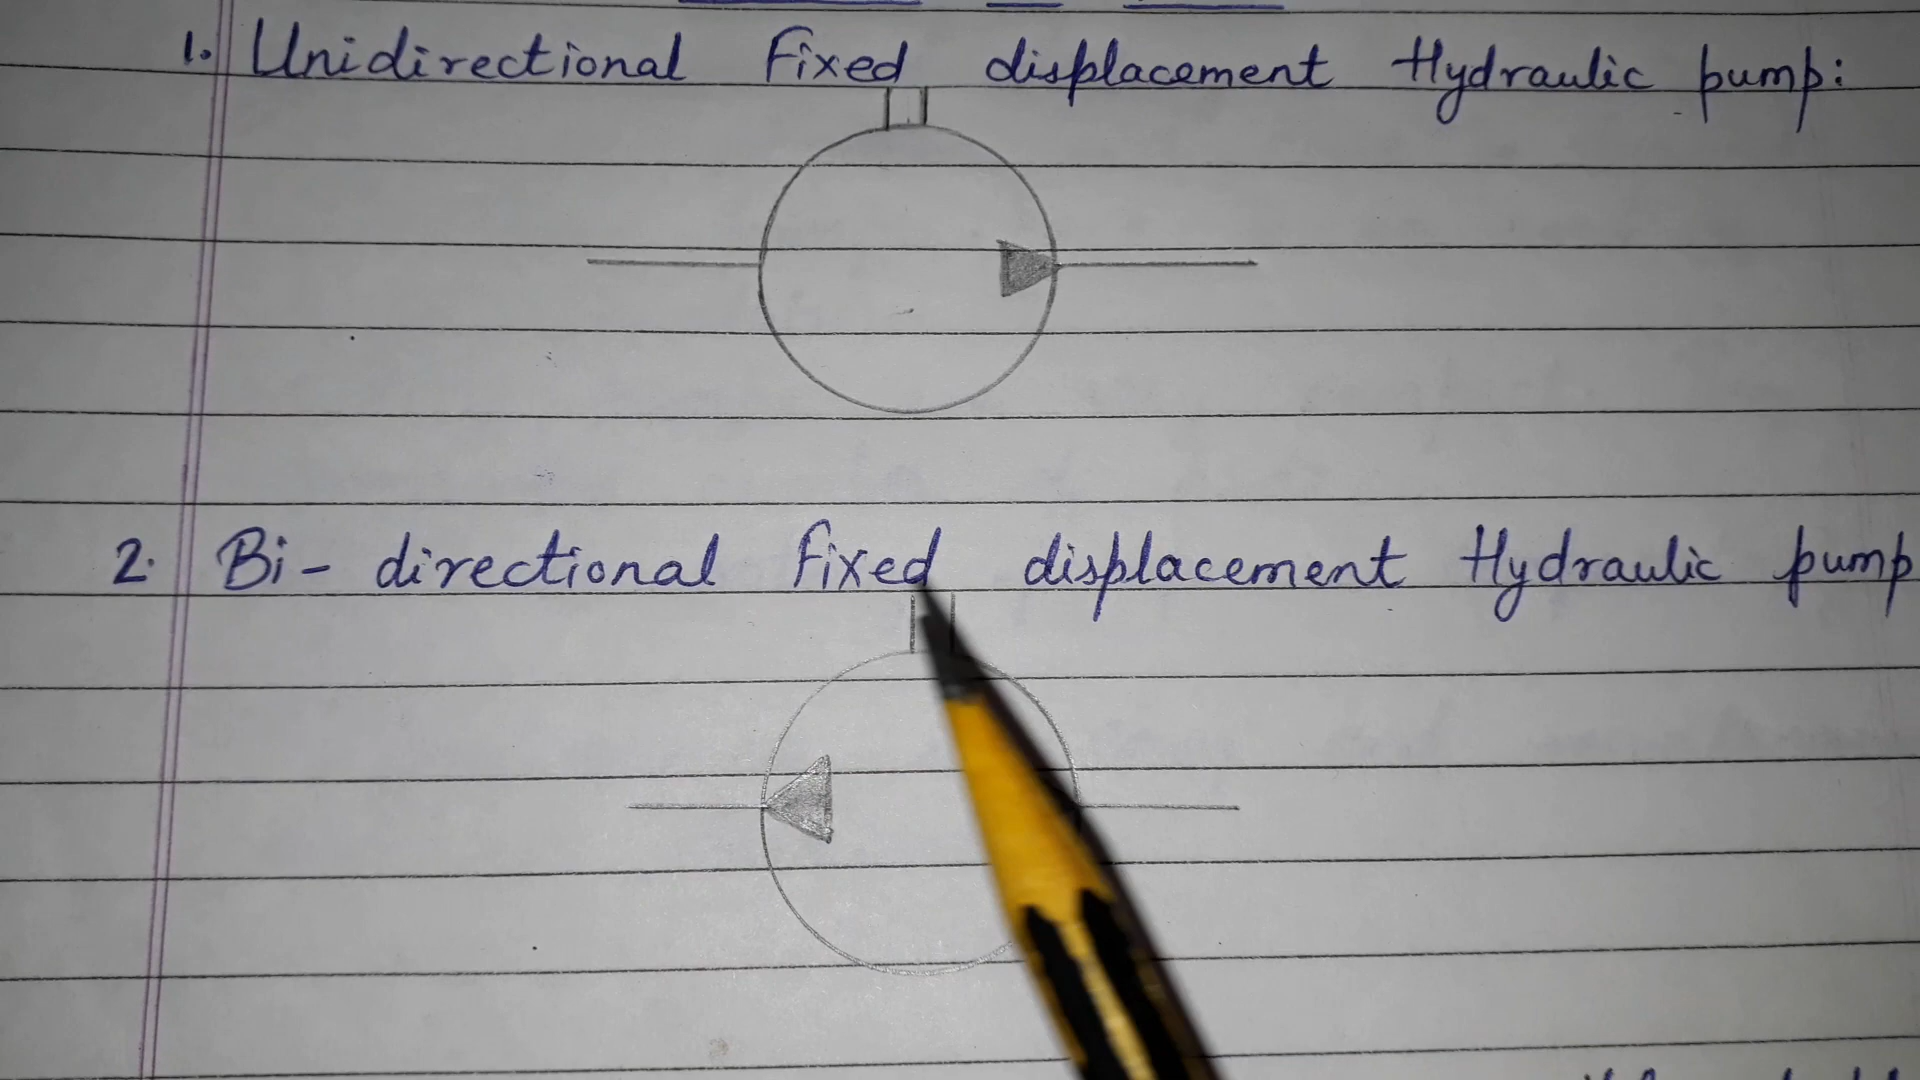 1. Unidirectional Fixed displacement Hydraulic pump:
2. Bi-directional Fixed displacement Hydraulic pump